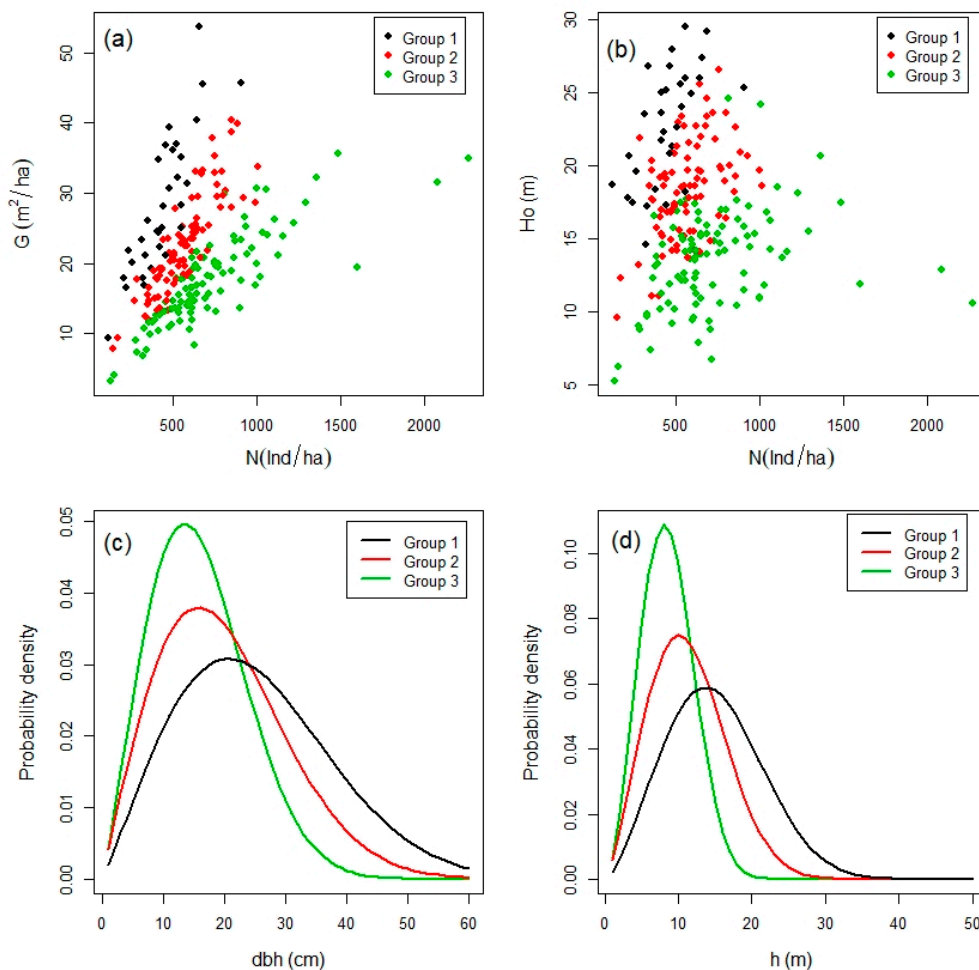 (a)
Group 1
Group 2
Group 3
50
40
30
20
10
G (m²/ha)
500
1000
1500
2000
N(Ind/ha)
(b)
Group 1
Group 2
Group 3
30
25
20
15
10
5
Ho (m)
500
1000
1500
2000
N(Ind/ha)
(c)
Group 1
Group 2
Group 3
0.05
0.04
0.03
0.02
0.01
0.00
Probability density
0
10
20
30
40
50
60
dbh (cm)
(d)
Group 1
Group 2
Group 3
0.10
0.08
0.06
0.04
0.02
0.00
Probability density
0
10
20
30
40
50
h (m)